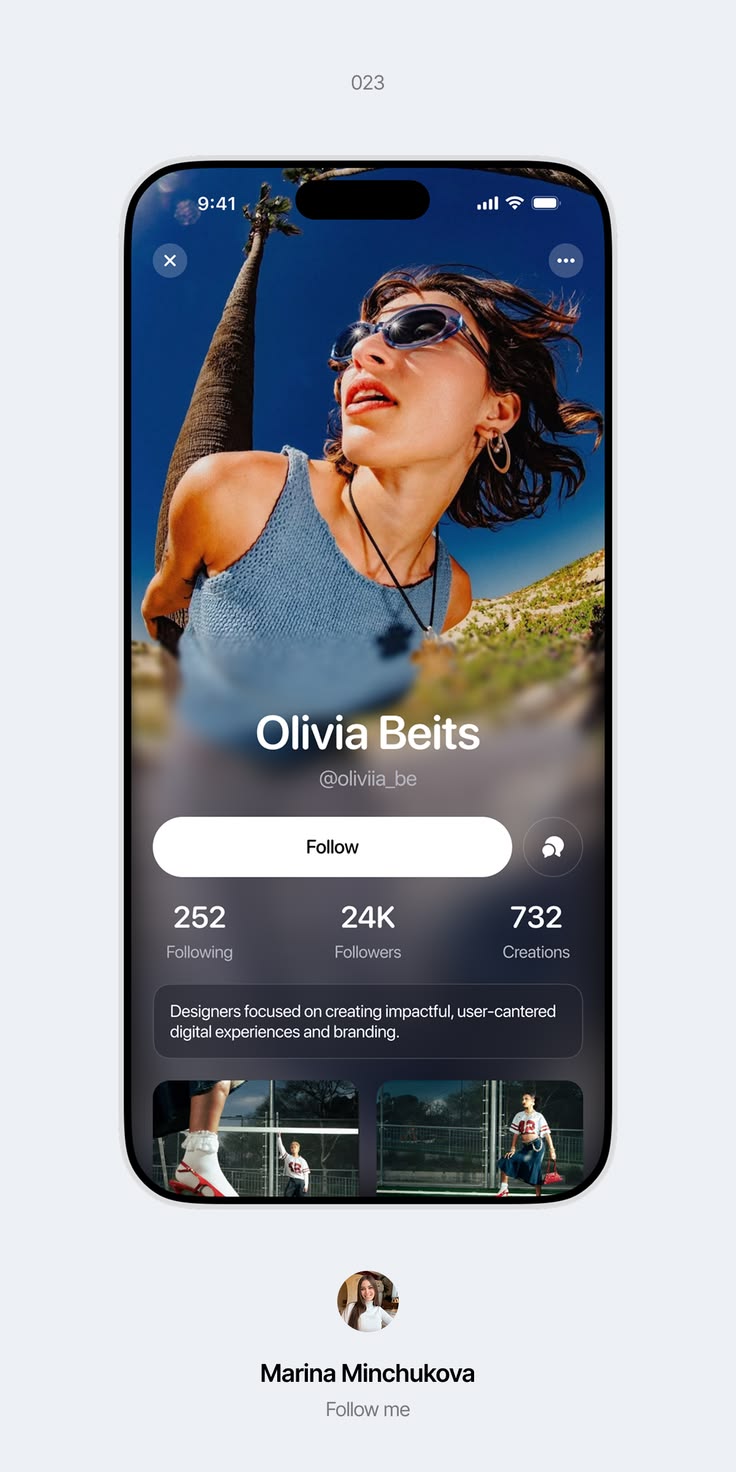 023
9:41
Olivia Beits
@oliviia_be
Follow
252 24K 732
Following Followers Creations
Designers focused on creating impactful, user-cantered
digital experiences and branding.
Marina Minchukova
Follow me